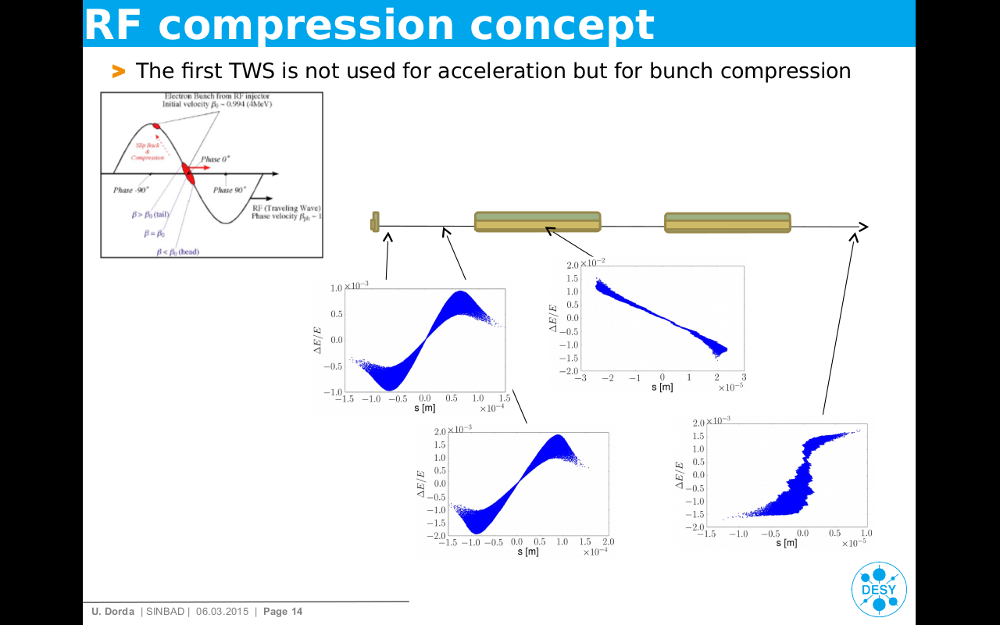 RF compression concept
> The first TWS is not used for acceleration but for bunch compression
Electron Bunch from RF injector
Initial velocity β₀ ~ 0.994 (4MeV)
Slip Back
&
Compression
Phase 0°
Phase -90°
Phase 90°
β > β₀ (tail)
RF (Traveling Wave)
Phase velocity βph ~ 1
β = β₀
β < β₀ (head)
×10⁻³
1.0
0.5
0.0
−0.5
−1.0
ΔE/E
−1.5 −1.0 −0.5 0.0 0.5 1.0 1.5
s [m]
×10⁻⁴
×10⁻²
2.0
1.5
1.0
0.5
0.0
−0.5
−1.0
−1.5
−2.0
ΔE/E
−3 −2 −1 0 1 2 3
s [m]
×10⁻⁵
×10⁻³
2.0
1.5
1.0
0.5
0.0
−0.5
−1.0
−1.5
−2.0
ΔE/E
−1.5 −1.0 −0.5 0.0 0.5 1.0 1.5 2.0
s [m]
×10⁻⁴
×10⁻³
2.0
1.5
1.0
0.5
0.0
−0.5
−1.0
−1.5
−2.0
ΔE/E
−1.5 −1.0 −0.5 0.0 0.5 1.0
s [m]
×10⁻⁵
DESY
U. Dorda | SINBAD | 06.03.2015 | Page 14